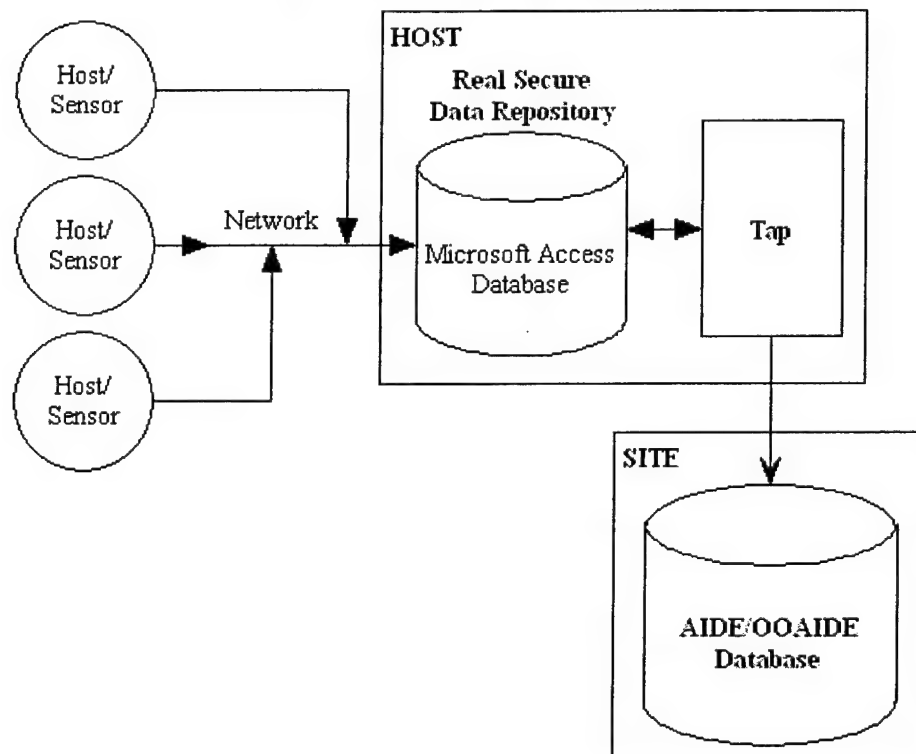 HOST
Real Secure
Data Repository
Host/
Sensor
Host/
Sensor
Host/
Sensor
Network
Microsoft Access
Database
Tap
SITE
AIDE/OOAIDE
Database